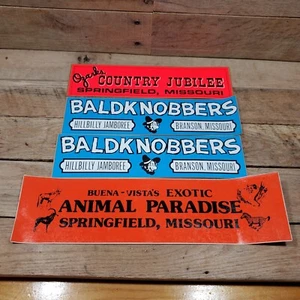 Ozarks COUNTRY JUBILEE
SPRINGFIELD, MISSOURI
BALDKNOBBERS
HILLBILLY JAMBOREE BRANSON, MISSOURI
BALDKNOBBERS
HILLBILLY JAMBOREE BRANSON, MISSOURI
BUENA-VISTA'S EXOTIC
ANIMAL PARADISE
SPRINGFIELD, MISSOURI